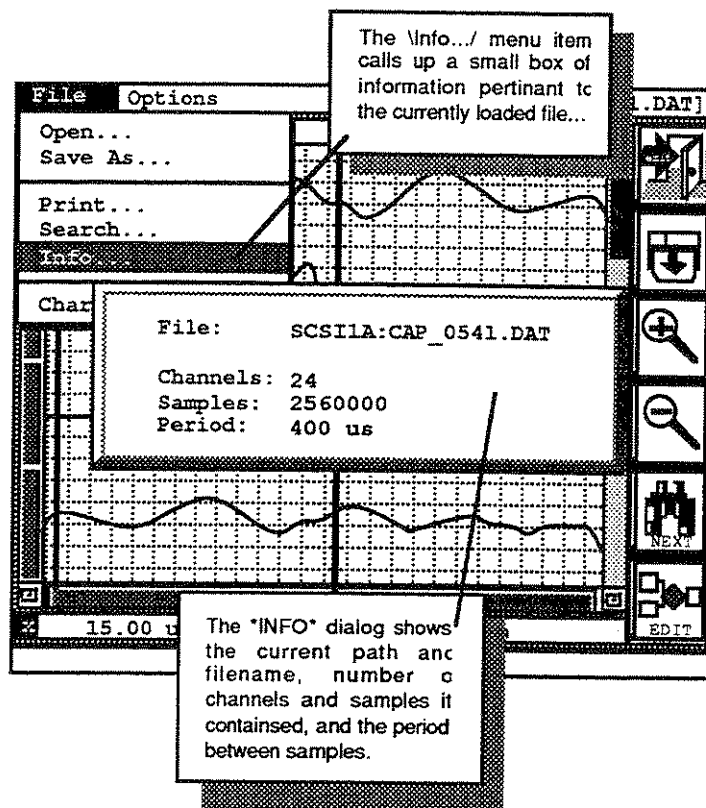 The \Info.../ menu item
calls up a small box of
information pertinant to
the currently loaded file...
File Options
1.DAT]
Open...
Save As...
Print...
Search...
Info...
Char
File: SCSI1A:CAP_0541.DAT
Channels: 24
Samples: 2560000
Period: 400 us
NEXT
EDIT
15.00 u
The *INFO* dialog shows
the current path and
filename, number o
channels and samples it
containsed, and the period
between samples.